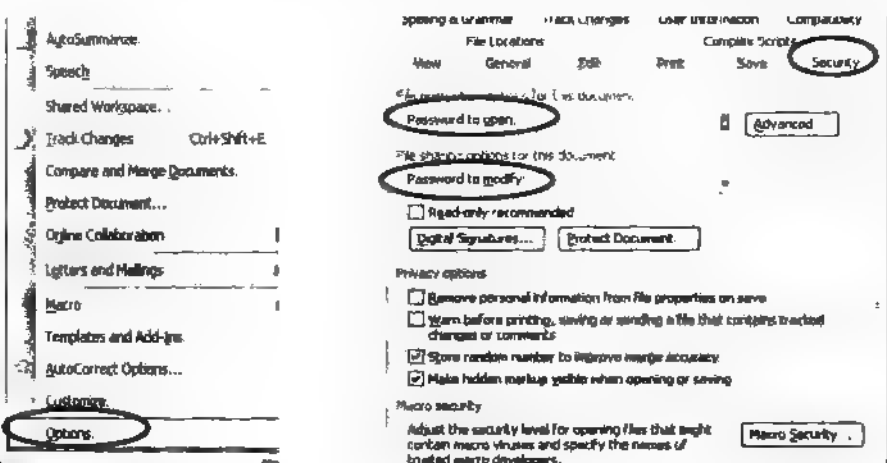 AutoSummarize
Speech
Shared Workspace...
Track Changes Ctrl+Shift+E
Compare and Merge Documents.
Protect Document...
Online Collaboration
Letters and Mailings
Macro
Templates and Add-Ins
AutoCorrect Options...
Customize.
Options.
Spelling & Grammar Track Changes User Information Compatibility
File Locations Complex Scripts
View General Edit Print Save Security
File options for this document
Password to open:
Advanced
File sharing options for this document
Password to modify:
Read-only recommended
Digital Signatures... Protect Document.
Privacy options
Remove personal information from file properties on save
Warn before printing, saving or sending a file that contains tracked
changes or comments
Store random number to improve merge accuracy
Make hidden markup visible when opening or saving
Macro security
Adjust the security level for opening files that might
contain macro viruses and specify the names of
trusted macro developers.
Macro Security .